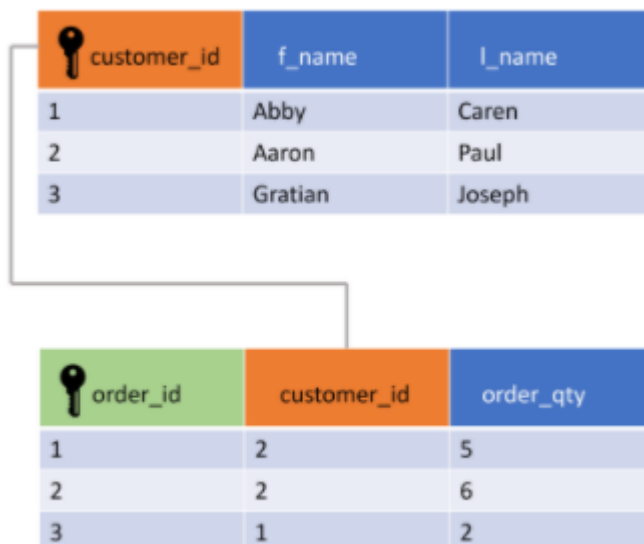 customer_id f_name l_name
1 Abby Caren
2 Aaron Paul
3 Gratian Joseph
order_id customer_id order_qty
1 2 5
2 2 6
3 1 2